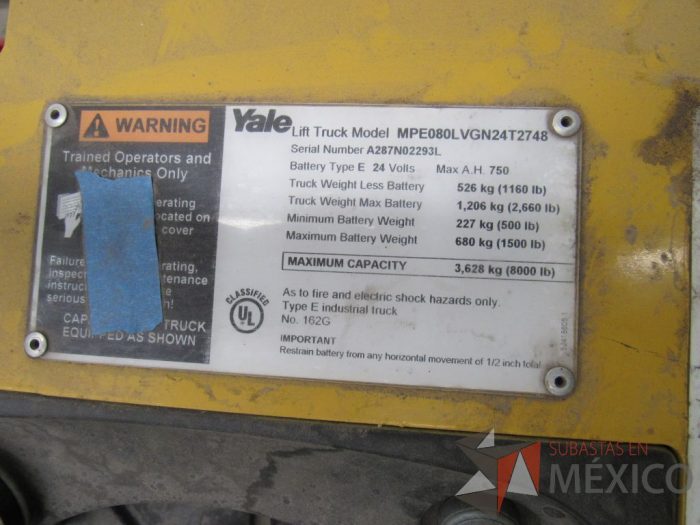 WARNING
Trained Operators and
Mechanics Only
erating
ocated on
cover
Failure rating,
Inspec tenance
instruc e
serious h!
CAP TRUCK
EQUIPPED AS SHOWN
Yale
Lift Truck Model MPE080LVGN24T2748
Serial Number A287N02293L
Battery Type E 24 Volts Max A.H. 750
Truck Weight Less Battery 526 kg (1160 lb)
Truck Weight Max Battery 1,206 kg (2,660 lb)
Minimum Battery Weight 227 kg (500 lb)
Maximum Battery Weight 680 kg (1500 lb)
MAXIMUM CAPACITY 3,628 kg (8000 lb)
CLASSIFIED
UL
As to fire and electric shock hazards only.
Type E industrial truck
No. 162G
IMPORTANT
Restrain battery from any horizontal movement of 1/2 inch total
SUBASTAS EN
MÉXICO